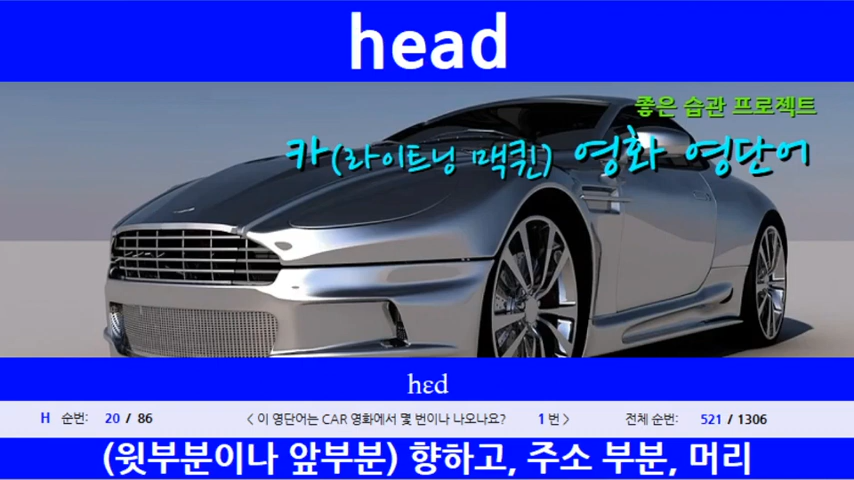 head
좋은 습관 프로젝트
카(라이트닝 맥퀸) 영화 영단어
hɛd
H 순번: 20 / 86 < 이 영단어는 CAR 영화에서 몇 번이나 나오나요? 1 번 > 전체 순번: 521 / 1306
(윗부분이나 앞부분) 향하고, 주소 부분, 머리